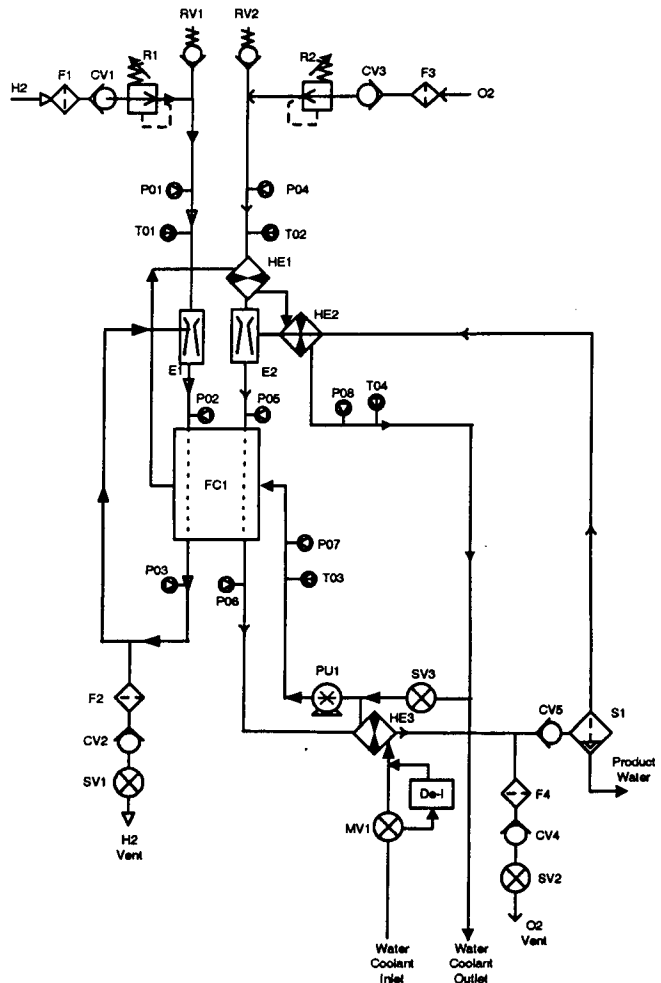 RV1
RV2
R1
R2
H2
F1
CV1
CV3
F3
O2
P01
P04
T01
T02
HE1
HE2
E1
E2
P02
P05
P08
T04
FC1
P07
P03
P06
T03
PU1
SV3
F2
HE3
CV5
S1
CV2
Product
Water
SV1
De-I
F4
MV1
CV4
H2
Vent
SV2
O2
Vent
Water
Coolant
Inlet
Water
Coolant
Outlet